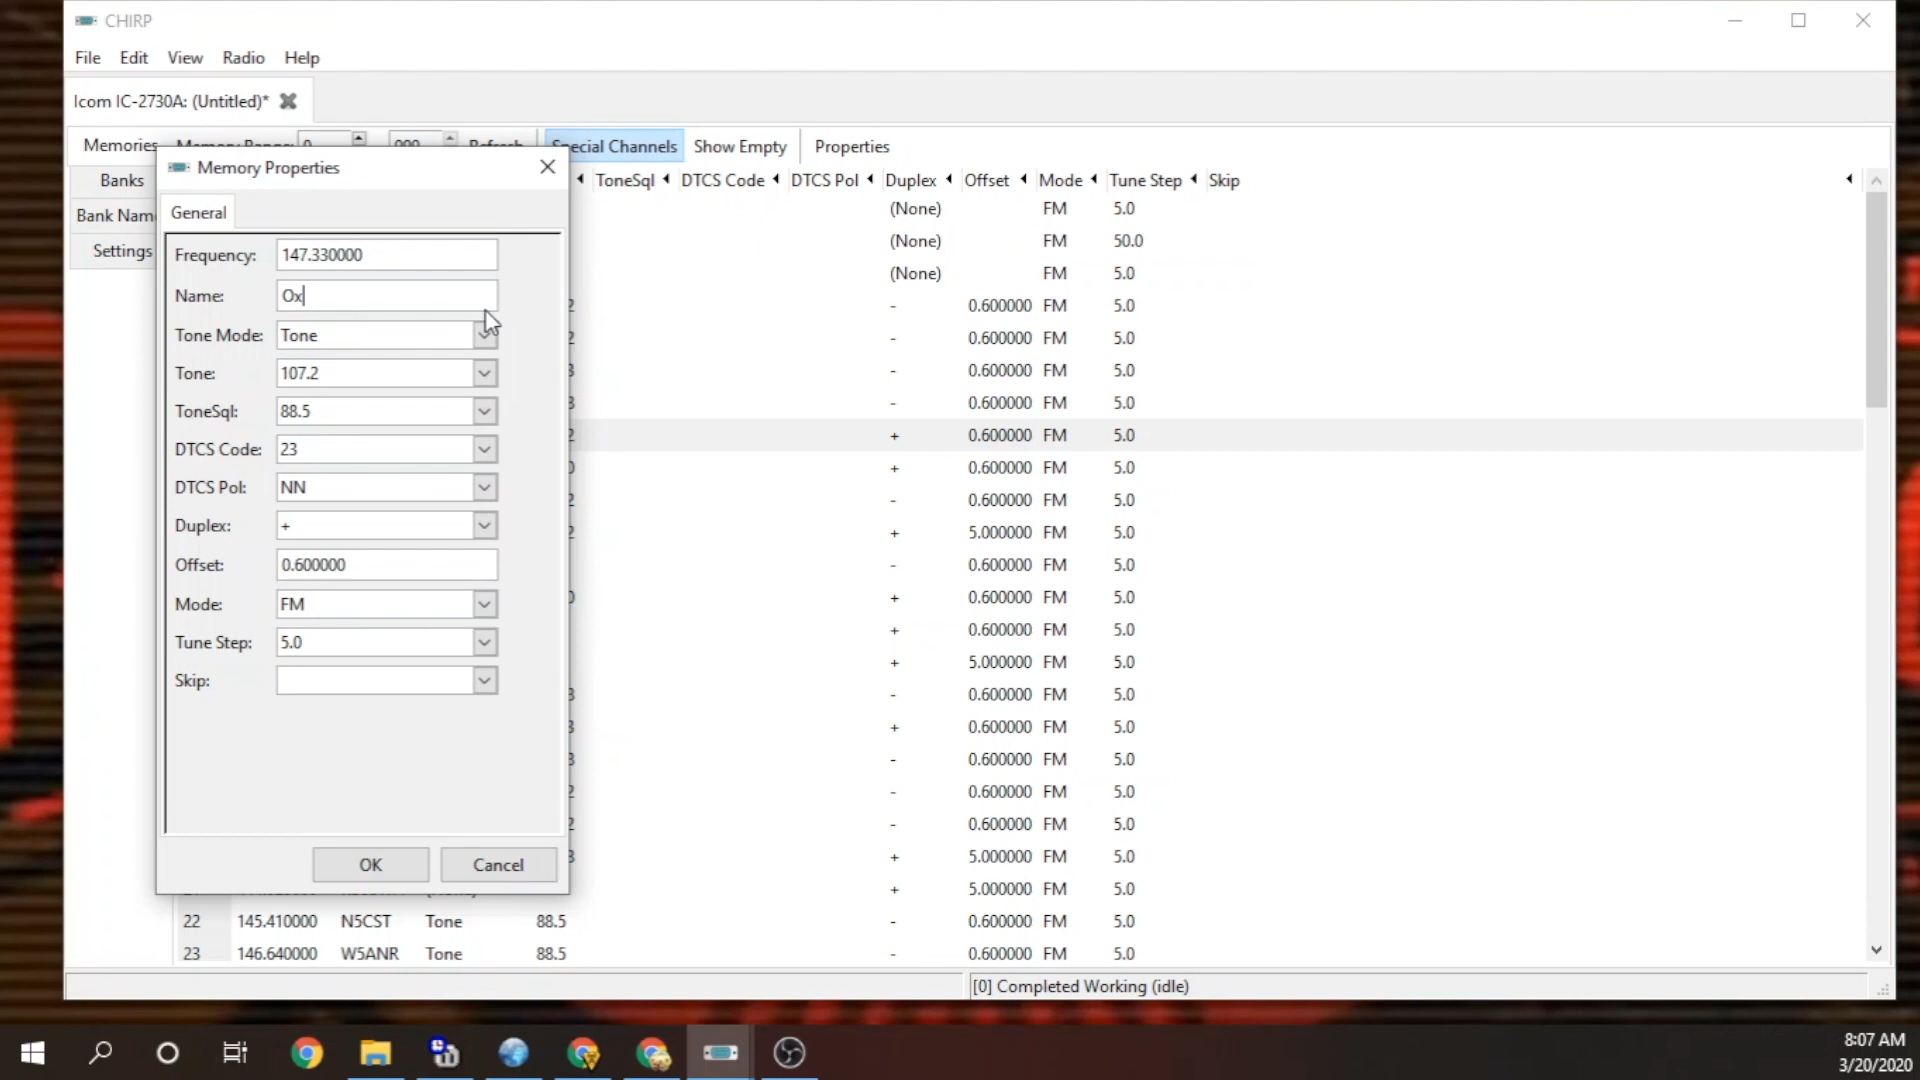 CHIRP
File Edit View Radio Help
Icom IC-2730A: (Untitled)*
Memories Special Channels Show Empty Properties
Banks
Settings
Memory Properties
General
Frequency: 147.330000
Name: Ox
Tone Mode: Tone
Tone: 107.2
ToneSql: 88.5
DTCS Code: 23
DTCS Pol: NN
Duplex: +
Offset: 0.600000
Mode: FM
Tune Step: 5.0
Skip:
OK Cancel
ToneSql DTCS Code DTCS Pol Duplex Offset Mode Tune Step Skip
(None) FM 5.0
(None) FM 50.0
(None) FM 5.0
- 0.600000 FM 5.0
- 0.600000 FM 5.0
- 0.600000 FM 5.0
- 0.600000 FM 5.0
+ 0.600000 FM 5.0
+ 0.600000 FM 5.0
- 0.600000 FM 5.0
+ 5.000000 FM 5.0
- 0.600000 FM 5.0
+ 0.600000 FM 5.0
+ 0.600000 FM 5.0
+ 5.000000 FM 5.0
- 0.600000 FM 5.0
+ 0.600000 FM 5.0
- 0.600000 FM 5.0
- 0.600000 FM 5.0
- 0.600000 FM 5.0
+ 5.000000 FM 5.0
+ 5.000000 FM 5.0
22 145.410000 N5CST Tone 88.5 - 0.600000 FM 5.0
23 146.640000 W5ANR Tone 88.5 - 0.600000 FM 5.0
[0] Completed Working (idle)
8:07 AM
3/20/2020